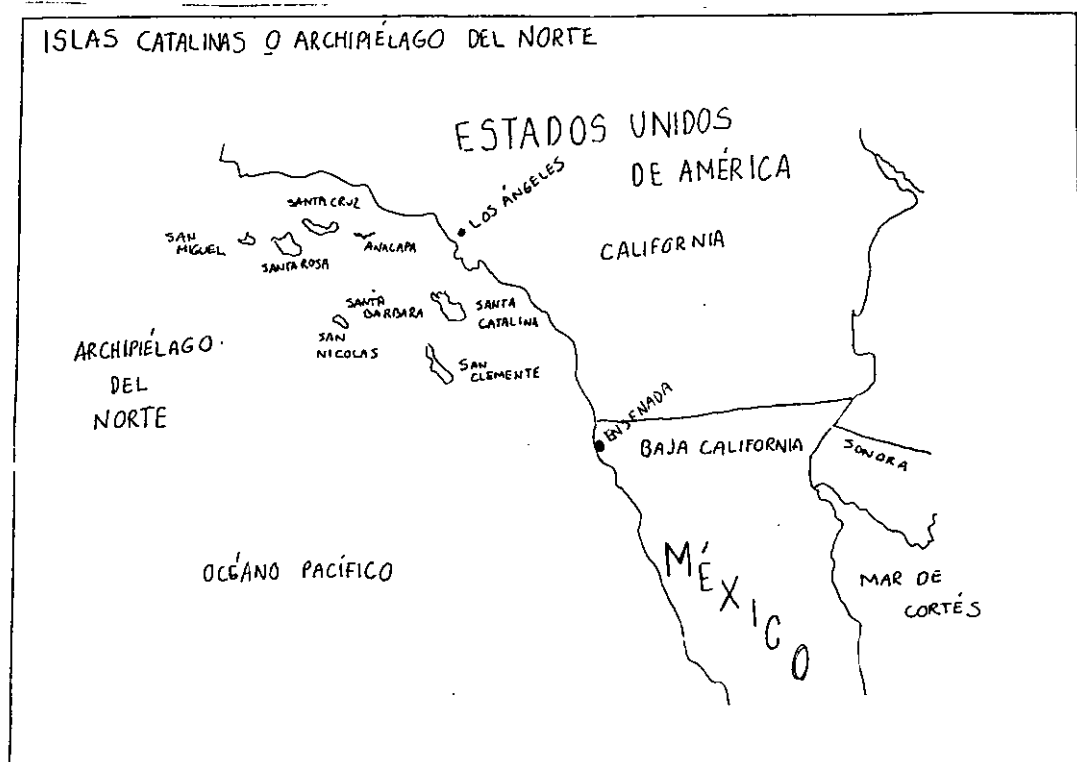 ISLAS CATALINAS O ARCHIPIÉLAGO DEL NORTE
ESTADOS UNIDOS
DE AMÉRICA
LOS ÁNGELES
SANTA CRUZ
SAN
MIGUEL
ANACAPA
SANTA ROSA
CALIFORNIA
SANTA
BÁRBARA
SANTA
CATALINA
SAN
NICOLAS
SAN
CLEMENTE
ARCHIPIÉLAGO
DEL
NORTE
ENSENADA
BAJA CALIFORNIA
SONORA
OCÉANO PACÍFICO
MÉXICO
MAR DE
CORTÉS